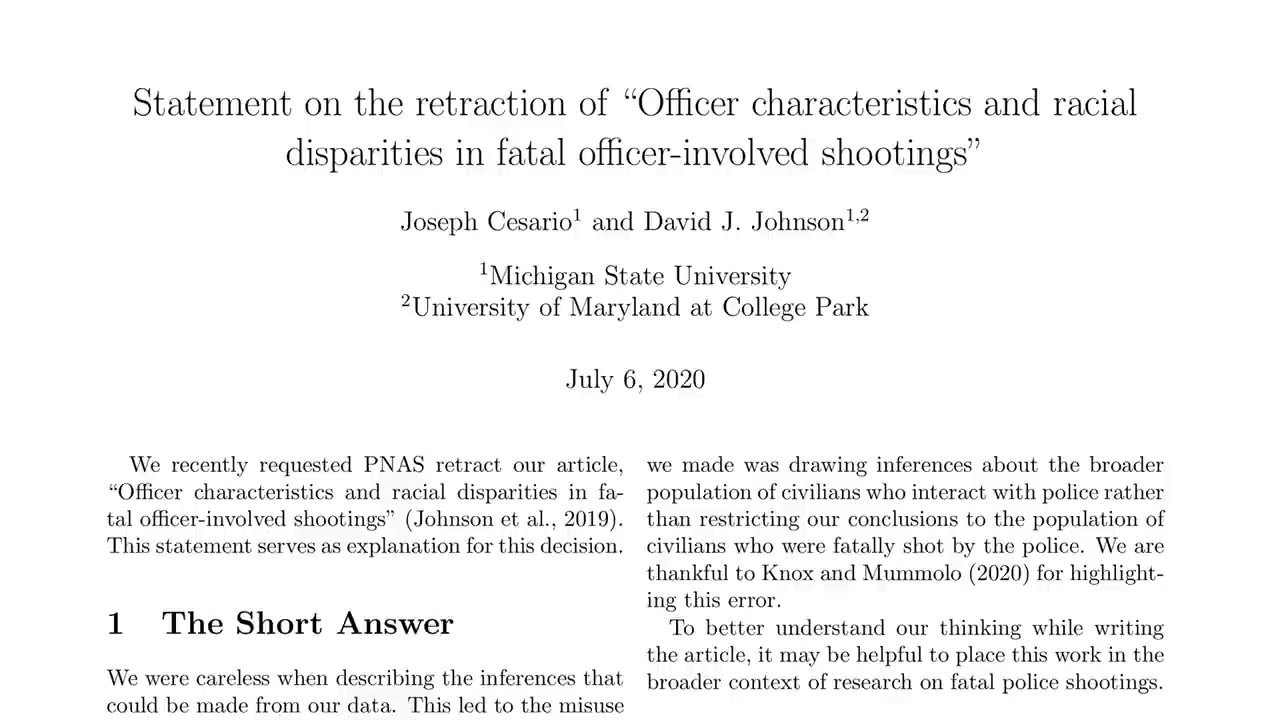 Statement on the retraction of “Officer characteristics and racial
disparities in fatal officer-involved shootings”
Joseph Cesario1 and David J. Johnson1,2
1Michigan State University
2University of Maryland at College Park
July 6, 2020
We recently requested PNAS retract our article,
“Officer characteristics and racial disparities in fa-
tal officer-involved shootings” (Johnson et al., 2019).
This statement serves as explanation for this decision.
1 The Short Answer
We were careless when describing the inferences that
could be made from our data. This led to the misuse
we made was drawing inferences about the broader
population of civilians who interact with police rather
than restricting our conclusions to the population of
civilians who were fatally shot by the police. We are
thankful to Knox and Mummolo (2020) for highlight-
ing this error.
To better understand our thinking while writing
the article, it may be helpful to place this work in the
broader context of research on fatal police shootings.